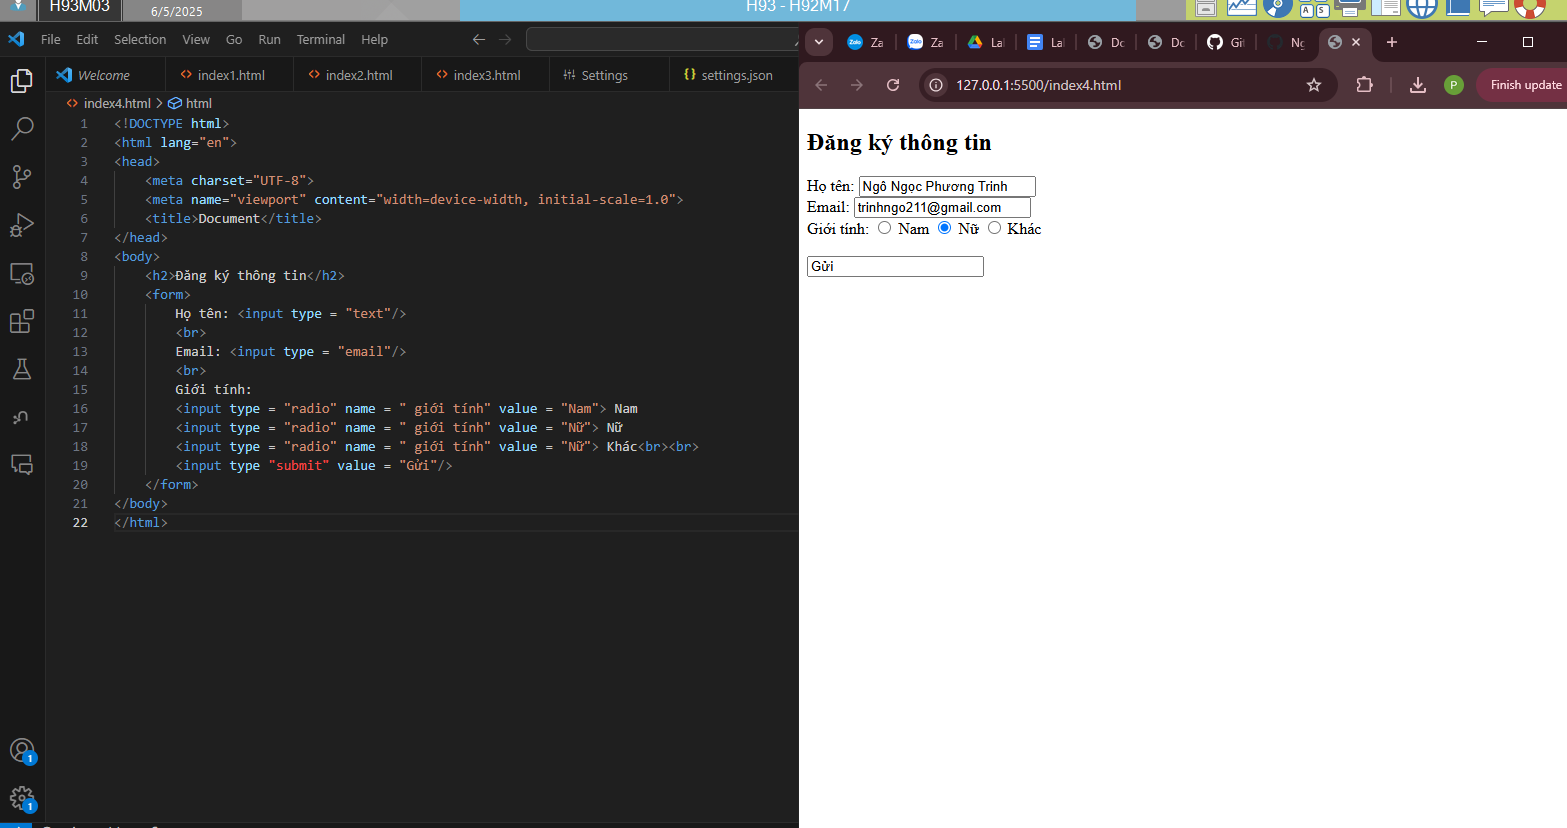 H93M03
6/5/2025
H93 - H92M17
A S
File Edit Selection View Go Run Terminal Help
Welcome index1.html index2.html index3.html Settings settings.json
index4.html > html
1 <!DOCTYPE html>
2 <html lang="en">
3 <head>
4 <meta charset="UTF-8">
5 <meta name="viewport" content="width=device-width, initial-scale=1.0">
6 <title>Document</title>
7 </head>
8 <body>
9 <h2>Đăng ký thông tin</h2>
10 <form>
11 Họ tên: <input type = "text"/>
12 <br>
13 Email: <input type = "email"/>
14 <br>
15 Giới tính:
16 <input type = "radio" name = " giới tính" value = "Nam"> Nam
17 <input type = "radio" name = " giới tính" value = "Nữ"> Nữ
18 <input type = "radio" name = " giới tính" value = "Nữ"> Khác<br><br>
19 <input type "submit" value = "Gửi"/>
20 </form>
21 </body>
22 </html>
1
1
Zalo Za Zalo Za La La Dc Dc Git Ng
127.0.0.1:5500/index4.html P Finish update
Đăng ký thông tin
Họ tên: Ngô Ngọc Phương Trinh
Email: trinhngo211@gmail.com
Giới tính: Nam Nữ Khác
Gửi